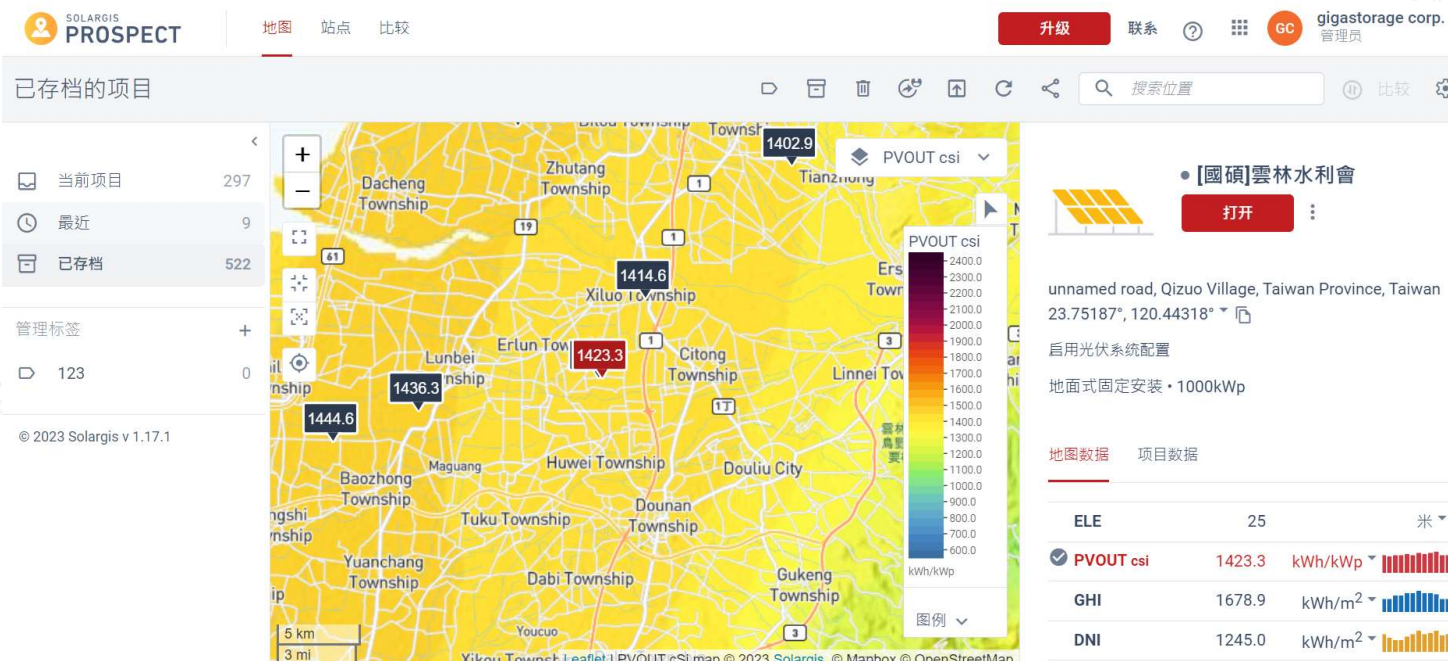 SOLARGIS
PROSPECT
地图
站点
比较
升级
联系
GC
gigastorage corp.
管理员
已存档的项目
搜索位置
比较
当前项目 297
最近 9
已存档 522
管理标签 +
123 0
© 2023 Solargis v 1.17.1
+
−
1402.9
PVOUT csi
Zhutang
Township
Dacheng
Township
1
19
1
61
1414.6
Xiluo Township
1423.3
1
Citong
Township
Lunbei
1436.3
3
1444.6
1丁
Huwei Township
Maguang
Douliu City
Baozhong
Township
Dounan
Township
Tuku Township
Yuanchang
Township
Dabi Township
Gukeng
Township
Youcuo
3
5 km
3 mi
Leaflet | PVOUT cSi map © 2023 Solargis, © Mapbox © OpenStreetMap
PVOUT csi
2400.0
2300.0
2200.0
2100.0
2000.0
1900.0
1800.0
1700.0
1600.0
1500.0
1400.0
1300.0
1200.0
1100.0
1000.0
900.0
800.0
700.0
600.0
kWh/kWp
图例
[國碩]雲林水利會
打开
unnamed road, Qizuo Village, Taiwan Province, Taiwan
23.75187°, 120.44318°
启用光伏系统配置
地面式固定安装 • 1000kWp
地图数据
项目数据
ELE 25 米
PVOUT csi 1423.3 kWh/kWp
GHI 1678.9 kWh/m²
DNI 1245.0 kWh/m²